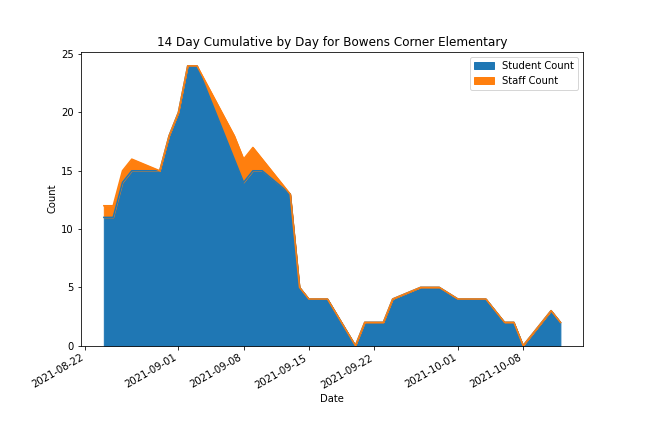 14 Day Cumulative by Day for Bowens Corner Elementary
Student Count
Staff Count
25
20
15
10
5
0
Count
2021-08-22
2021-09-01
2021-09-08
2021-09-15
2021-09-22
2021-10-01
2021-10-08
Date